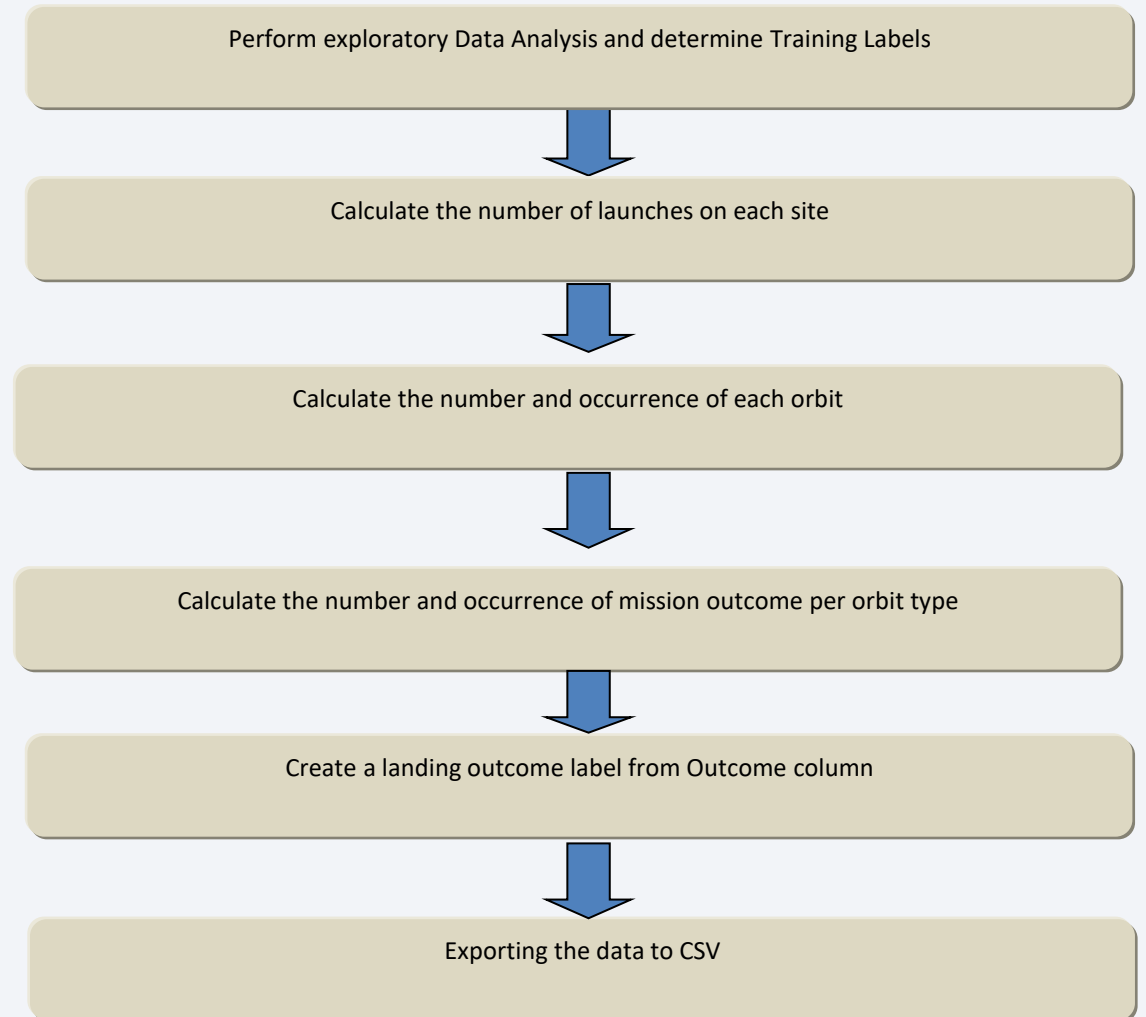 Perform exploratory Data Analysis and determine Training Labels
Calculate the number of launches on each site
Calculate the number and occurrence of each orbit
Calculate the number and occurrence of mission outcome per orbit type
Create a landing outcome label from Outcome column
Exporting the data to CSV